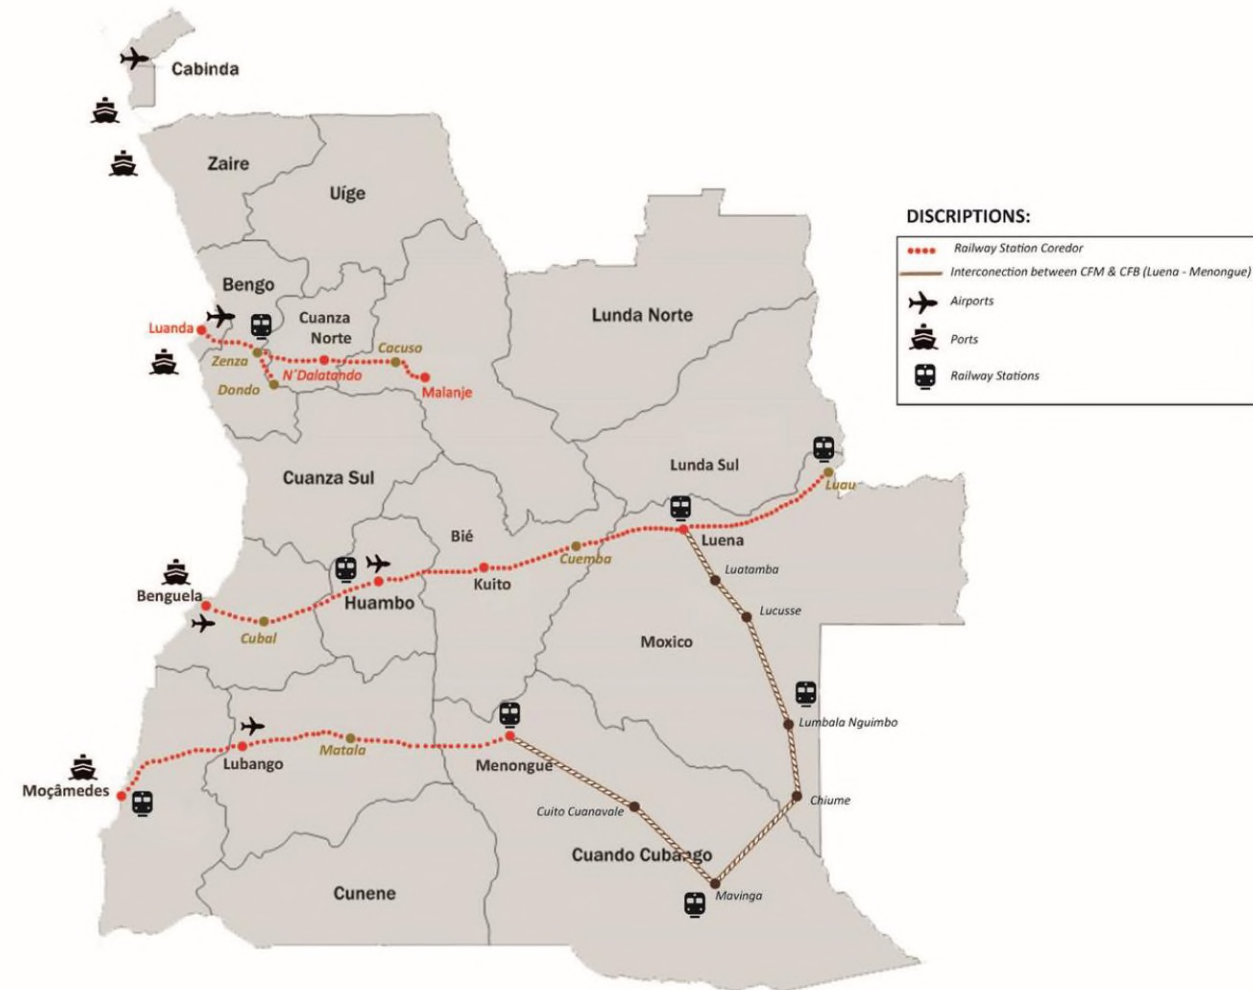 Cabinda
Zaire
Uíge
DISCRIPTIONS:
Railway Station Coredor
Interconection between CFM & CFB (Luena - Menongue)
Airports
Ports
Railway Stations
Bengo
Lunda Norte
Cuanza
Norte
Luanda
Zenza
Cacuso
N´Dalatando
Dondo
Malanje
Cuanza Sul
Lunda Sul
Luau
Bié
Luena
Cuemba
Luatamba
Kuito
Benguela
Huambo
Lucusse
Cubal
Moxico
Lumbala Nguimbo
Matala
Lubango
Menongue
Moçâmedes
Chiume
Cuito Cuanavale
Cuando Cubango
Cunene
Mavinga